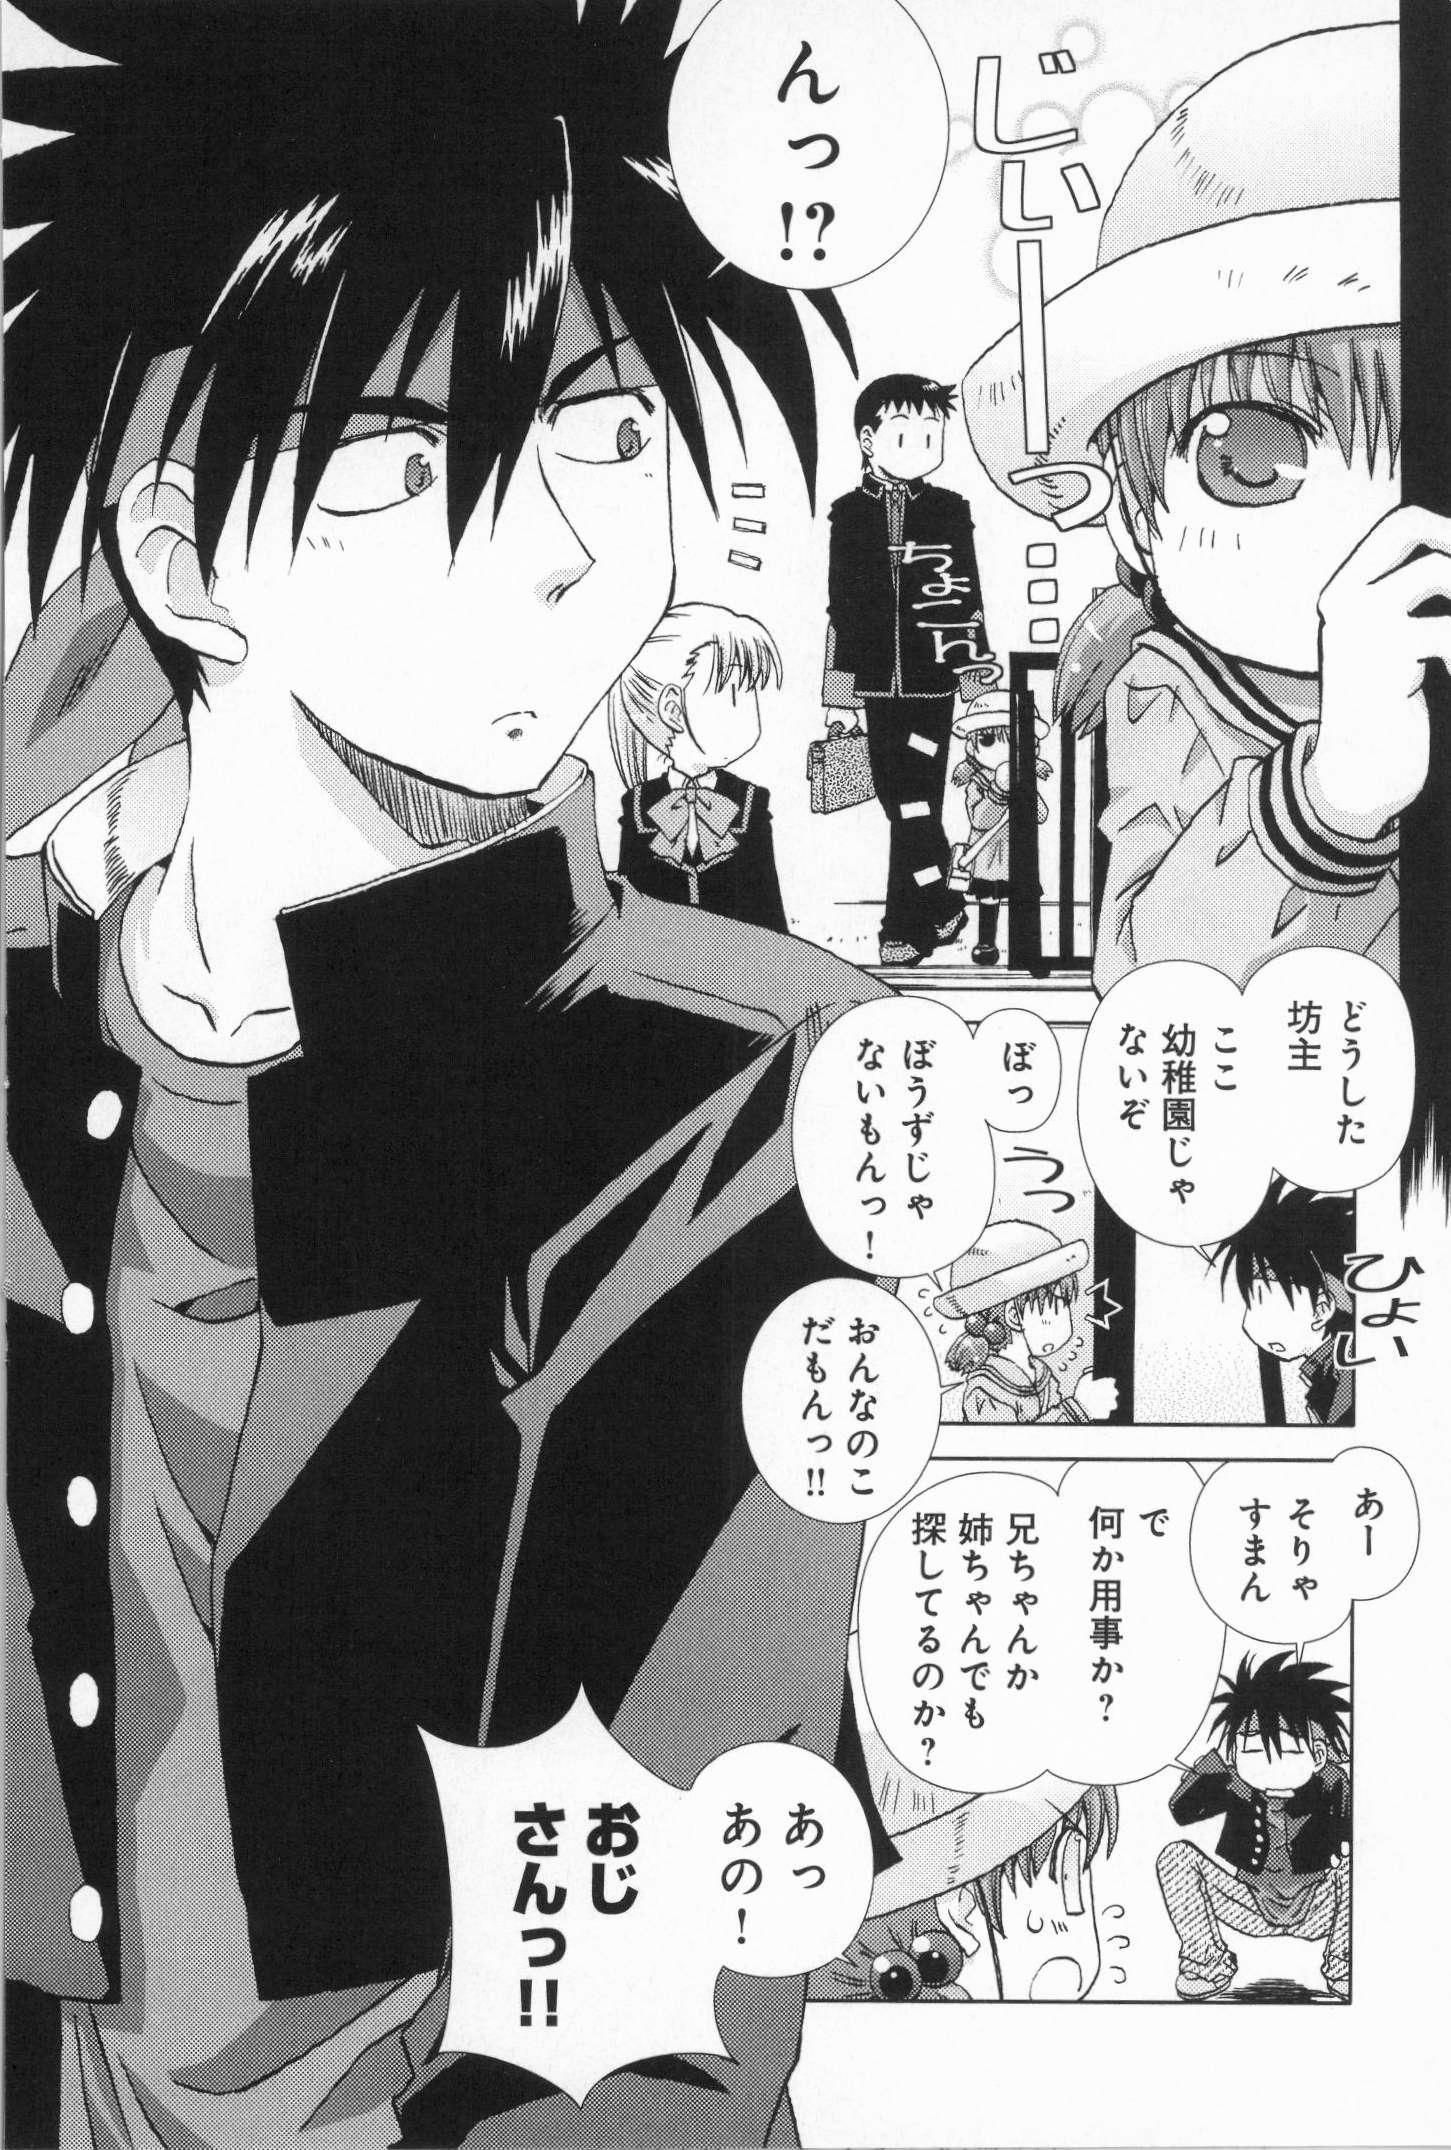 じぃーーっ
んっ!?
ちょこんっ
どうした
坊主
ここ
幼稚園じゃ
ないぞ
ひょい
うっ
ぼっ
ぼうずじゃ
ないもんっ!
おんなのこ
だもんっ!!
あー
そりゃ
すまん
で
何か用事か?
兄ちゃんか
姉ちゃんでも
探してるのか?
あっ
あの!
おじ
さんっ!!